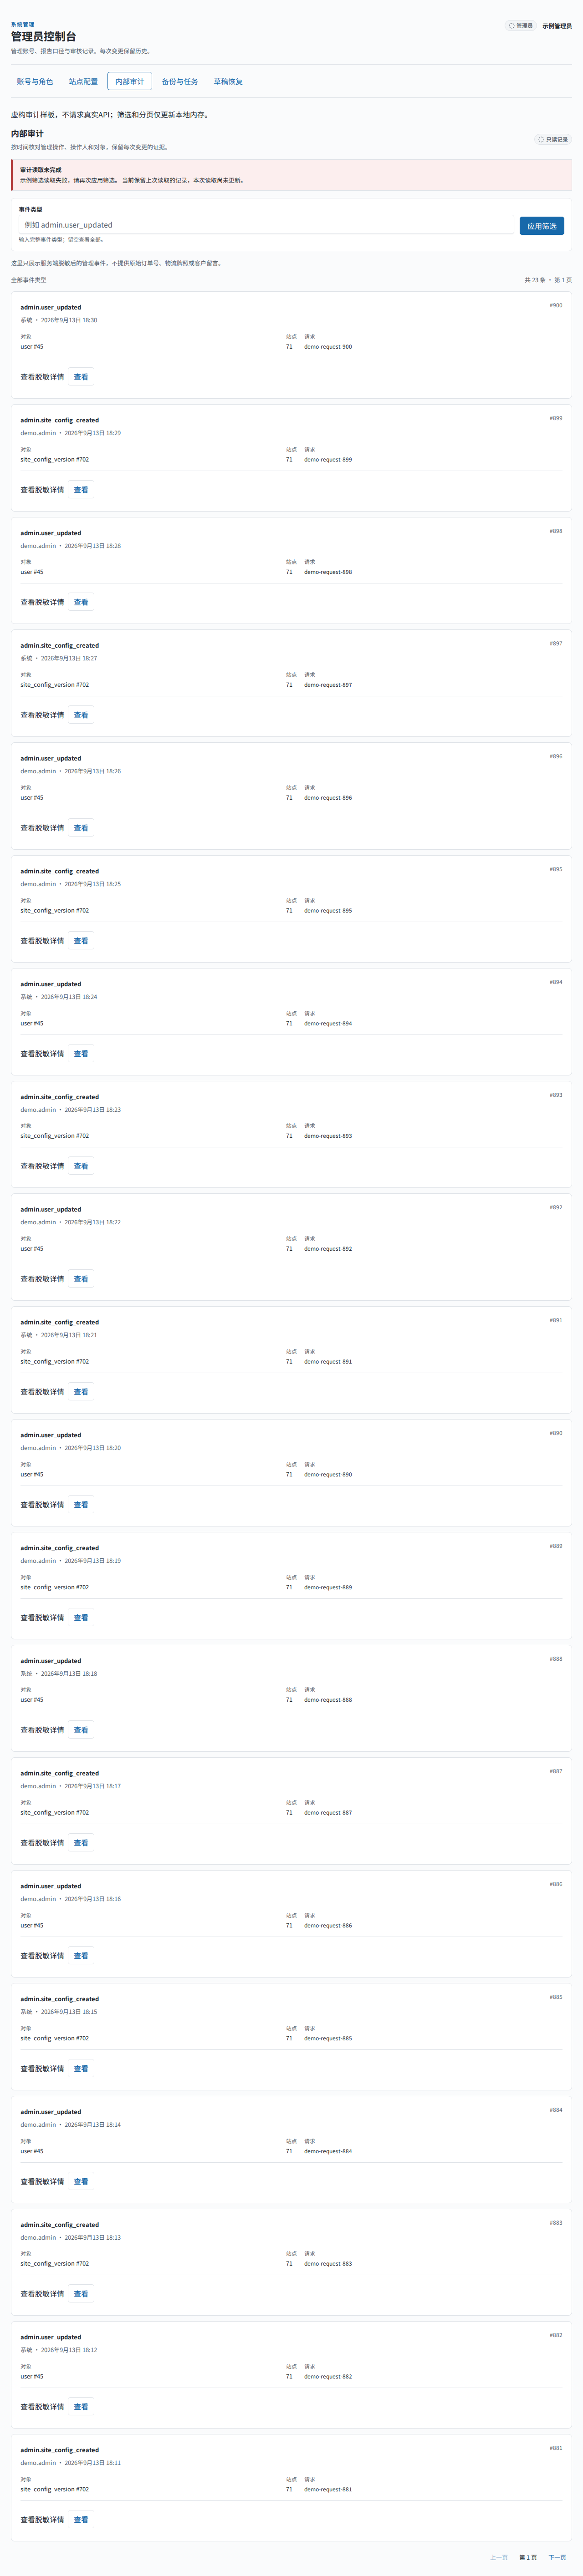 系统管理
管理员控制台
管理账号、报告口径与审核记录。每次变更保留历史。
管理员 示例管理员
账号与角色 站点配置 内部审计 备份与任务 草稿恢复
虚构审计样板，不请求真实API；筛选和分页仅更新本地内存。
内部审计
按时间核对管理操作、操作人和对象，保留每次变更的证据。
只读记录
审计读取未完成
示例筛选读取失败，请再次应用筛选。 当前保留上次读取的记录，本次读取尚未更新。
事件类型
例如 admin.user_updated
应用筛选
输入完整事件类型；留空查看全部。
这里只展示服务端脱敏后的管理事件，不提供原始订单号、物流牌照或客户留言。
全部事件类型 共 23 条 · 第 1 页
admin.user_updated #900
系统 · 2026年9月13日 18:30
对象 站点 请求
user #45 71 demo-request-900
查看脱敏详情 查看
admin.site_config_created #899
demo.admin · 2026年9月13日 18:29
对象 站点 请求
site_config_version #702 71 demo-request-899
查看脱敏详情 查看
admin.user_updated #898
demo.admin · 2026年9月13日 18:28
对象 站点 请求
user #45 71 demo-request-898
查看脱敏详情 查看
admin.site_config_created #897
系统 · 2026年9月13日 18:27
对象 站点 请求
site_config_version #702 71 demo-request-897
查看脱敏详情 查看
admin.user_updated #896
demo.admin · 2026年9月13日 18:26
对象 站点 请求
user #45 71 demo-request-896
查看脱敏详情 查看
admin.site_config_created #895
demo.admin · 2026年9月13日 18:25
对象 站点 请求
site_config_version #702 71 demo-request-895
查看脱敏详情 查看
admin.user_updated #894
系统 · 2026年9月13日 18:24
对象 站点 请求
user #45 71 demo-request-894
查看脱敏详情 查看
admin.site_config_created #893
demo.admin · 2026年9月13日 18:23
对象 站点 请求
site_config_version #702 71 demo-request-893
查看脱敏详情 查看
admin.user_updated #892
demo.admin · 2026年9月13日 18:22
对象 站点 请求
user #45 71 demo-request-892
查看脱敏详情 查看
admin.site_config_created #891
系统 · 2026年9月13日 18:21
对象 站点 请求
site_config_version #702 71 demo-request-891
查看脱敏详情 查看
admin.user_updated #890
demo.admin · 2026年9月13日 18:20
对象 站点 请求
user #45 71 demo-request-890
查看脱敏详情 查看
admin.site_config_created #889
demo.admin · 2026年9月13日 18:19
对象 站点 请求
site_config_version #702 71 demo-request-889
查看脱敏详情 查看
admin.user_updated #888
系统 · 2026年9月13日 18:18
对象 站点 请求
user #45 71 demo-request-888
查看脱敏详情 查看
admin.site_config_created #887
demo.admin · 2026年9月13日 18:17
对象 站点 请求
site_config_version #702 71 demo-request-887
查看脱敏详情 查看
admin.user_updated #886
demo.admin · 2026年9月13日 18:16
对象 站点 请求
user #45 71 demo-request-886
查看脱敏详情 查看
admin.site_config_created #885
系统 · 2026年9月13日 18:15
对象 站点 请求
site_config_version #702 71 demo-request-885
查看脱敏详情 查看
admin.user_updated #884
demo.admin · 2026年9月13日 18:14
对象 站点 请求
user #45 71 demo-request-884
查看脱敏详情 查看
admin.site_config_created #883
demo.admin · 2026年9月13日 18:13
对象 站点 请求
site_config_version #702 71 demo-request-883
查看脱敏详情 查看
admin.user_updated #882
系统 · 2026年9月13日 18:12
对象 站点 请求
user #45 71 demo-request-882
查看脱敏详情 查看
admin.site_config_created #881
demo.admin · 2026年9月13日 18:11
对象 站点 请求
site_config_version #702 71 demo-request-881
查看脱敏详情 查看
上一页 第 1 页 下一页